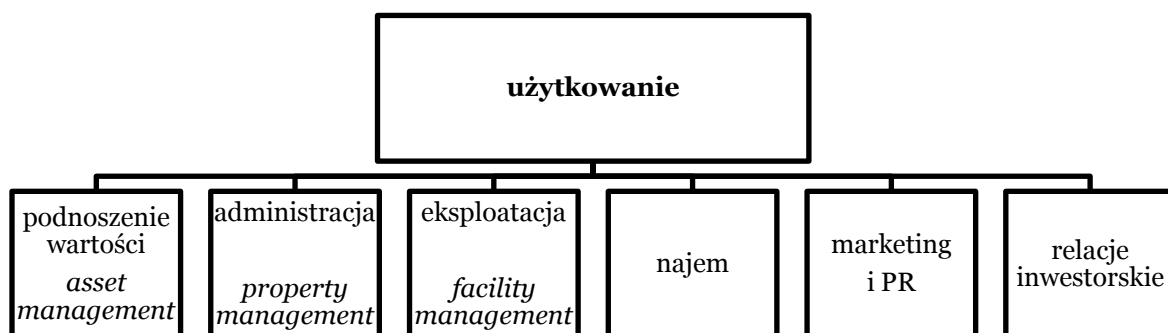 użytkowanie
podnoszenie
wartości
asset
management
administracja
property
management
eksploatacja
facility
management
najem
marketing
i PR
relacje
inwestorskie